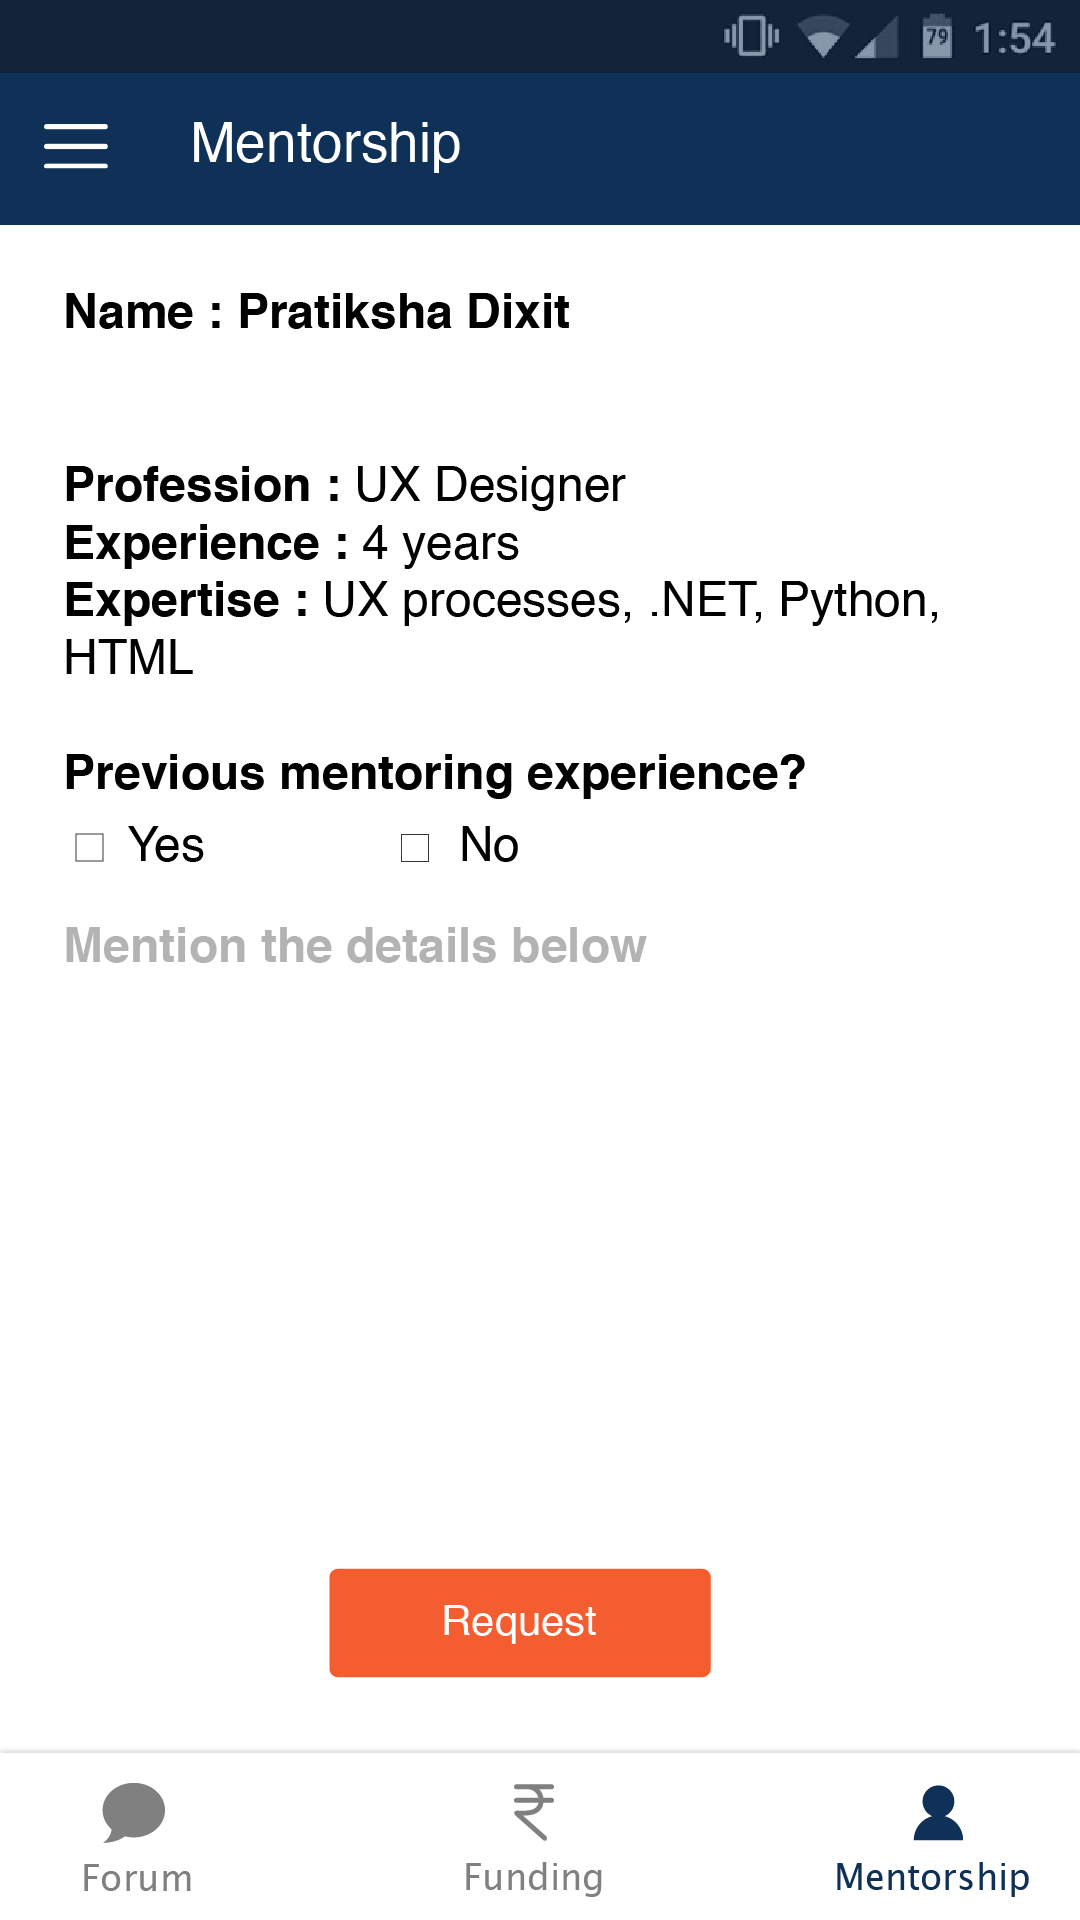 79 1:54
Mentorship
Name : Pratiksha Dixit
Profession : UX Designer
Experience : 4 years
Expertise : UX processes, .NET, Python,
HTML
Previous mentoring experience?
Yes No
Mention the details below
Request
Forum Funding Mentorship